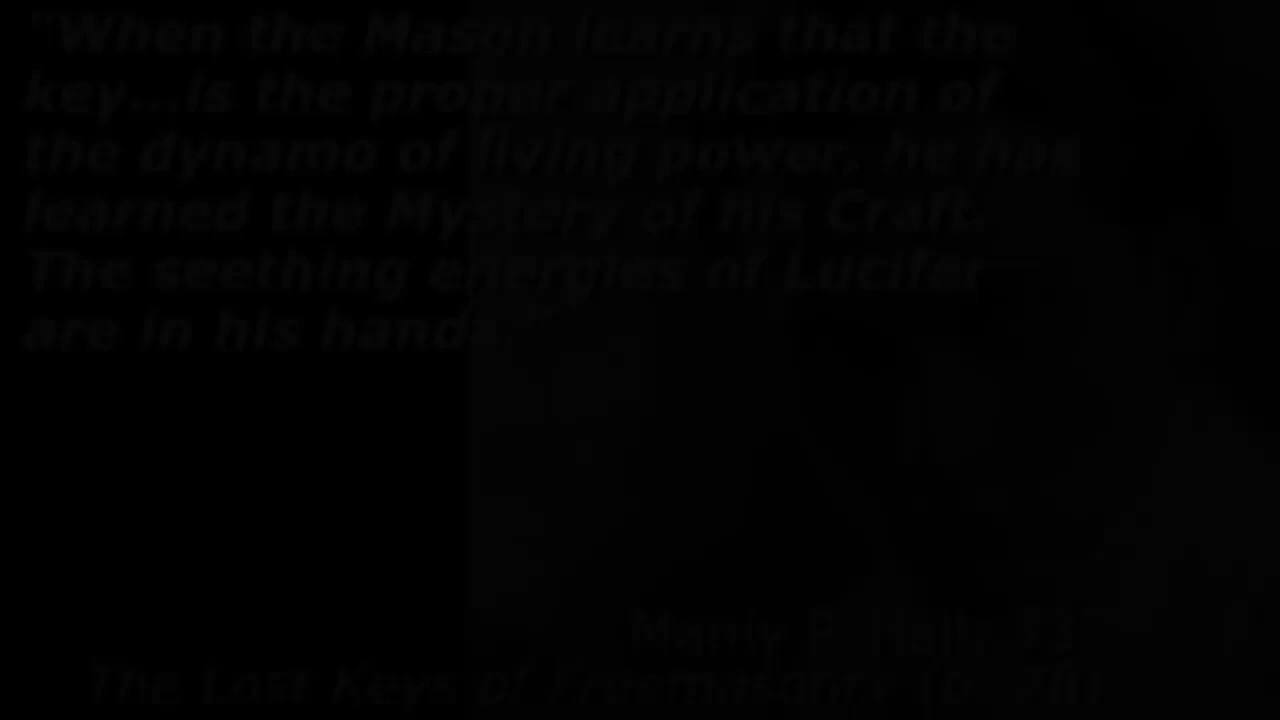 "When the Mason learns that the
key...is the proper application of
the dynamo of living power, he has
learned the Mystery of his Craft.
The seething energies of Lucifer
are in his hands
Manly P. Hall, 33
The Lost Keys of Freemasonry (p.